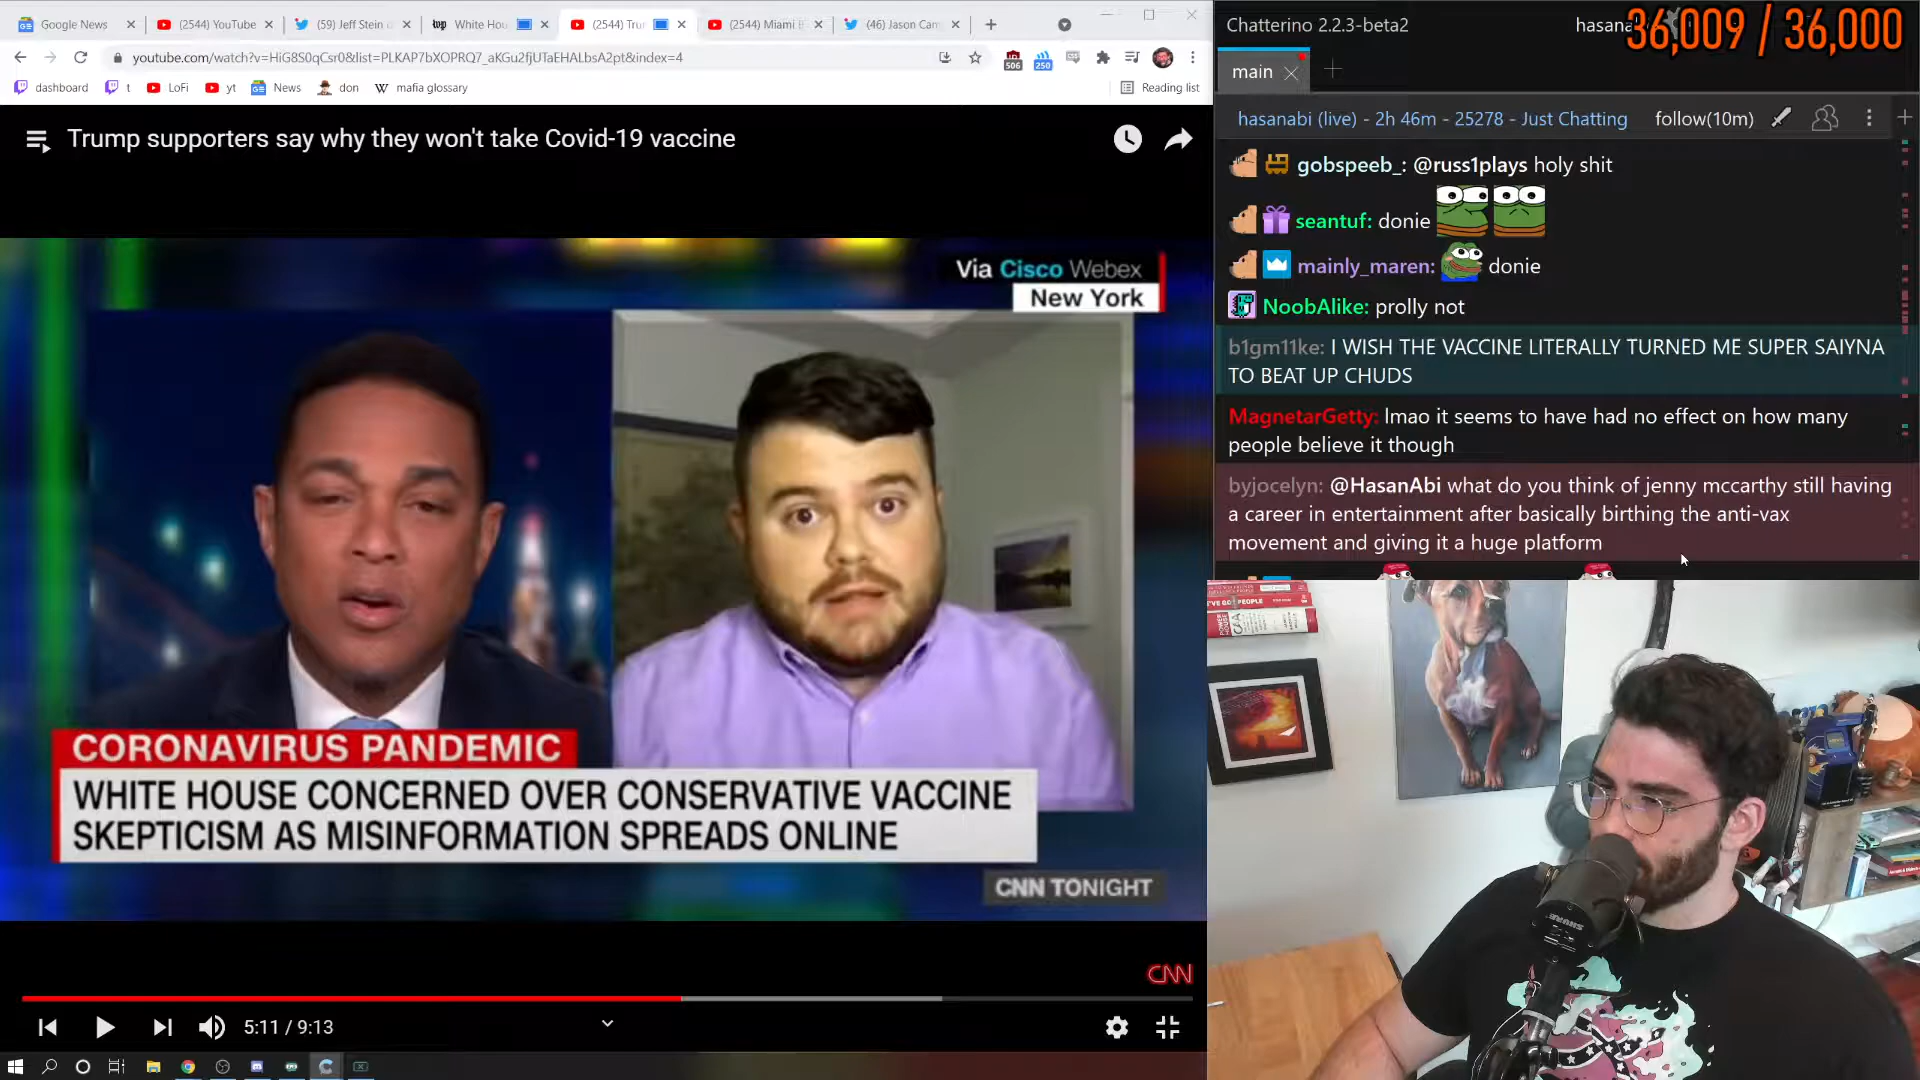 Google News
(2544) YouTube
(59) Jeff Stein
White Hou
(2544) Tru
(2544) Miami B
(46) Jason Cam
youtube.com/watch?v=HiG8S0qCsr0&list=PLKAP7bXOPRQ7_aKGu2fjUTaEHALbsA2pt&index=4
506
250
dashboard
t
LoFi
yt
News
don
W mafia glossary
Reading list
Trump supporters say why they won't take Covid-19 vaccine
Via Cisco Webex
New York
CORONAVIRUS PANDEMIC
WHITE HOUSE CONCERNED OVER CONSERVATIVE VACCINE
SKEPTICISM AS MISINFORMATION SPREADS ONLINE
CNN TONIGHT
CNN
5:11 / 9:13
Chatterino 2.2.3-beta2
hasana
36,009 / 36,000
main
hasanabi (live) - 2h 46m - 25278 - Just Chatting
follow(10m)
gobspeeb_: @russ1plays holy shit
seantuf: donie
mainly_maren: donie
NoobAlike: prolly not
b1gm11ke: I WISH THE VACCINE LITERALLY TURNED ME SUPER SAIYNA
TO BEAT UP CHUDS
MagnetarGetty: lmao it seems to have had no effect on how many
people believe it though
byjocelyn: @HasanAbi what do you think of jenny mccarthy still having
a career in entertainment after basically birthing the anti-vax
movement and giving it a huge platform
SHURE